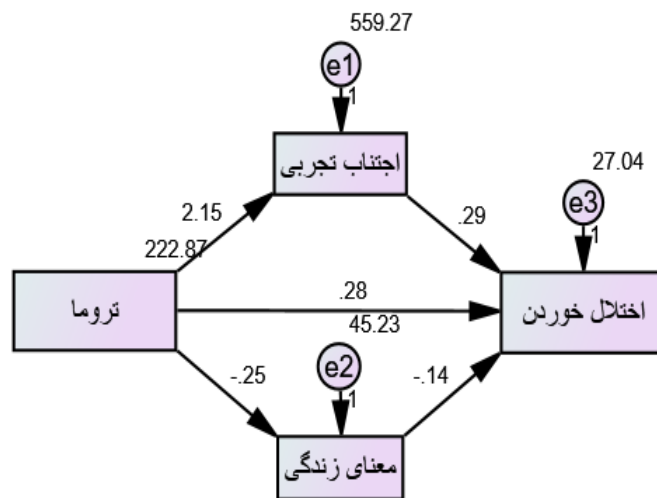 559.27
e1
1
اجتناب تجربی
27.04
e3
1
2.15
.29
222.87
تروما
.28
اختلال خوردن
45.23
e2
1
-.25
-.14
معنای زندگی